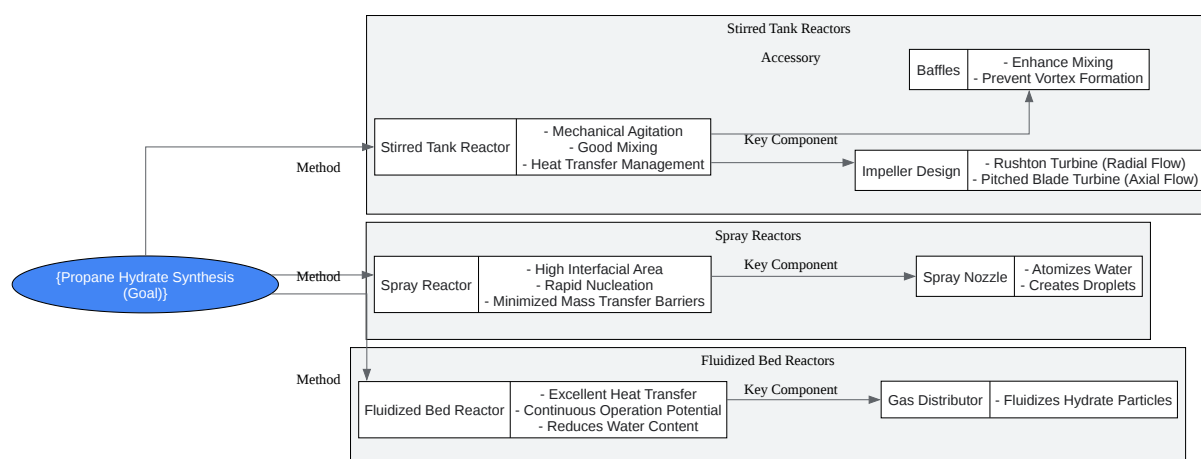 Stirred Tank Reactors
Accessory
Baffles
- Enhance Mixing
- Prevent Vortex Formation
Stirred Tank Reactor
- Mechanical Agitation
- Good Mixing
- Heat Transfer Management
Key Component
Impeller Design
- Rushton Turbine (Radial Flow)
- Pitched Blade Turbine (Axial Flow)
Method
Spray Reactors
{Propane Hydrate Synthesis
(Goal)}
Method
Spray Reactor
- High Interfacial Area
- Rapid Nucleation
- Minimized Mass Transfer Barriers
Key Component
Spray Nozzle
- Atomizes Water
- Creates Droplets
Fluidized Bed Reactors
Method
Fluidized Bed Reactor
- Excellent Heat Transfer
- Continuous Operation Potential
- Reduces Water Content
Key Component
Gas Distributor
- Fluidizes Hydrate Particles